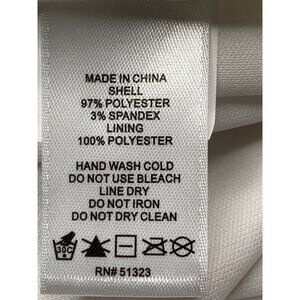 MADE IN CHINA
SHELL
97% POLYESTER
3% SPANDEX
LINING
100% POLYESTER
HAND WASH COLD
DO NOT USE BLEACH
LINE DRY
DO NOT IRON
DO NOT DRY CLEAN
30C
RN# 51323